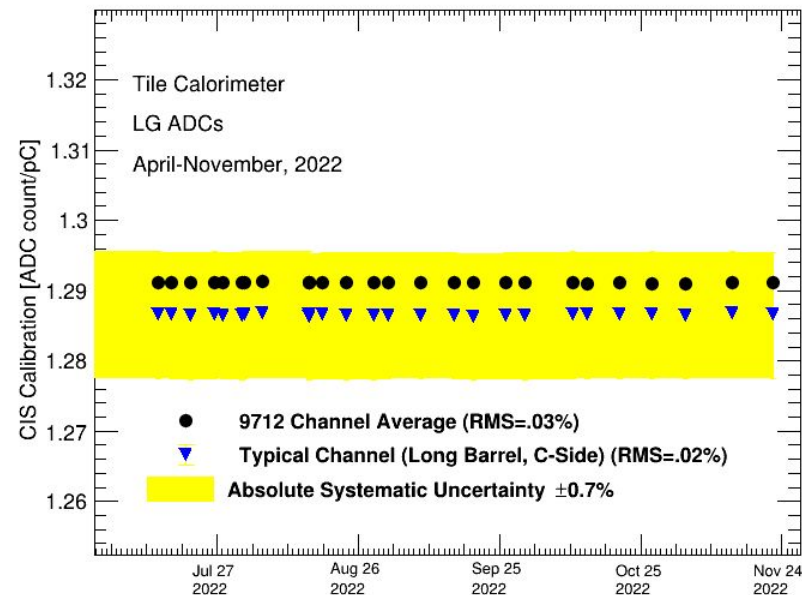 Tile Calorimeter
LG ADCs
April-November, 2022
CIS Calibration [ADC count/pC]
1.32
1.31
1.3
1.29
1.28
1.27
1.26
9712 Channel Average (RMS=.03%)
Typical Channel (Long Barrel, C-Side) (RMS=.02%)
Absolute Systematic Uncertainty ±0.7%
Jul 27 2022
Aug 26 2022
Sep 25 2022
Oct 25 2022
Nov 24 2022